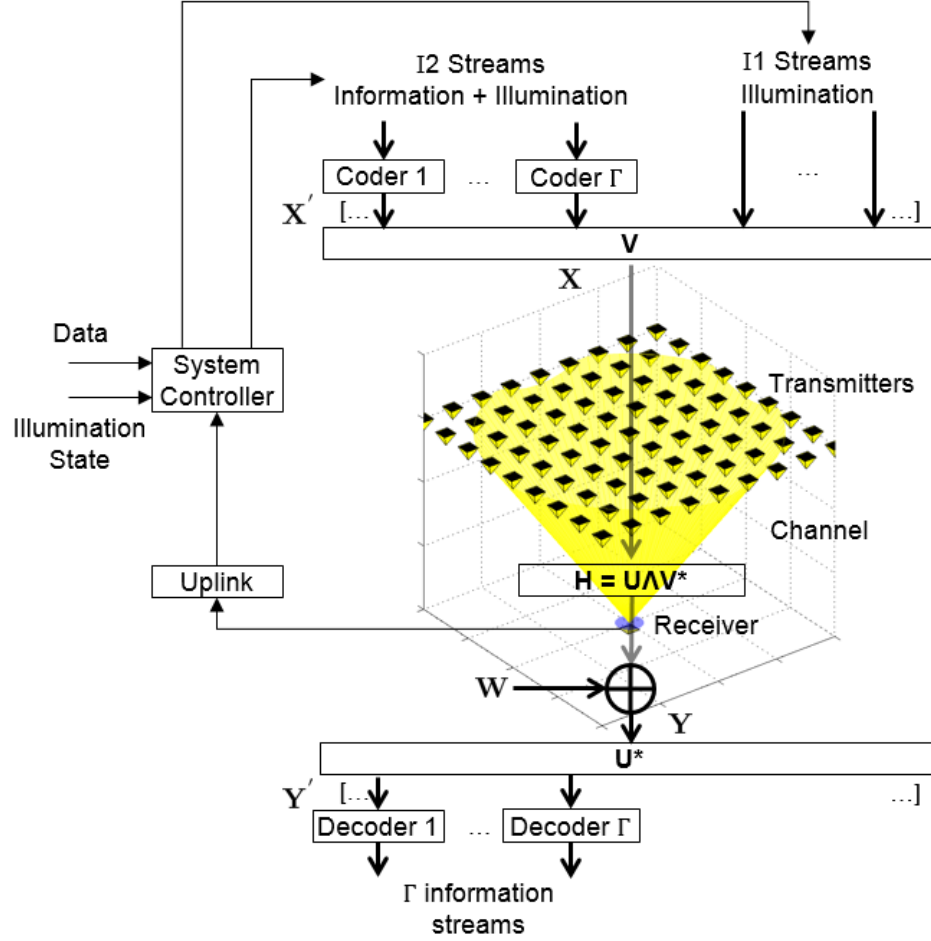 I2 Streams
Information + Illumination
I1 Streams
Illumination
Coder 1
...
Coder Γ
...
X′
[...
...]
V
X
Data
System
Controller
Illumination
State
Transmitters
Channel
Uplink
H = UΛV*
Receiver
W
Y
U*
Y′
[...
...]
Decoder 1
...
Decoder Γ
Γ information
streams